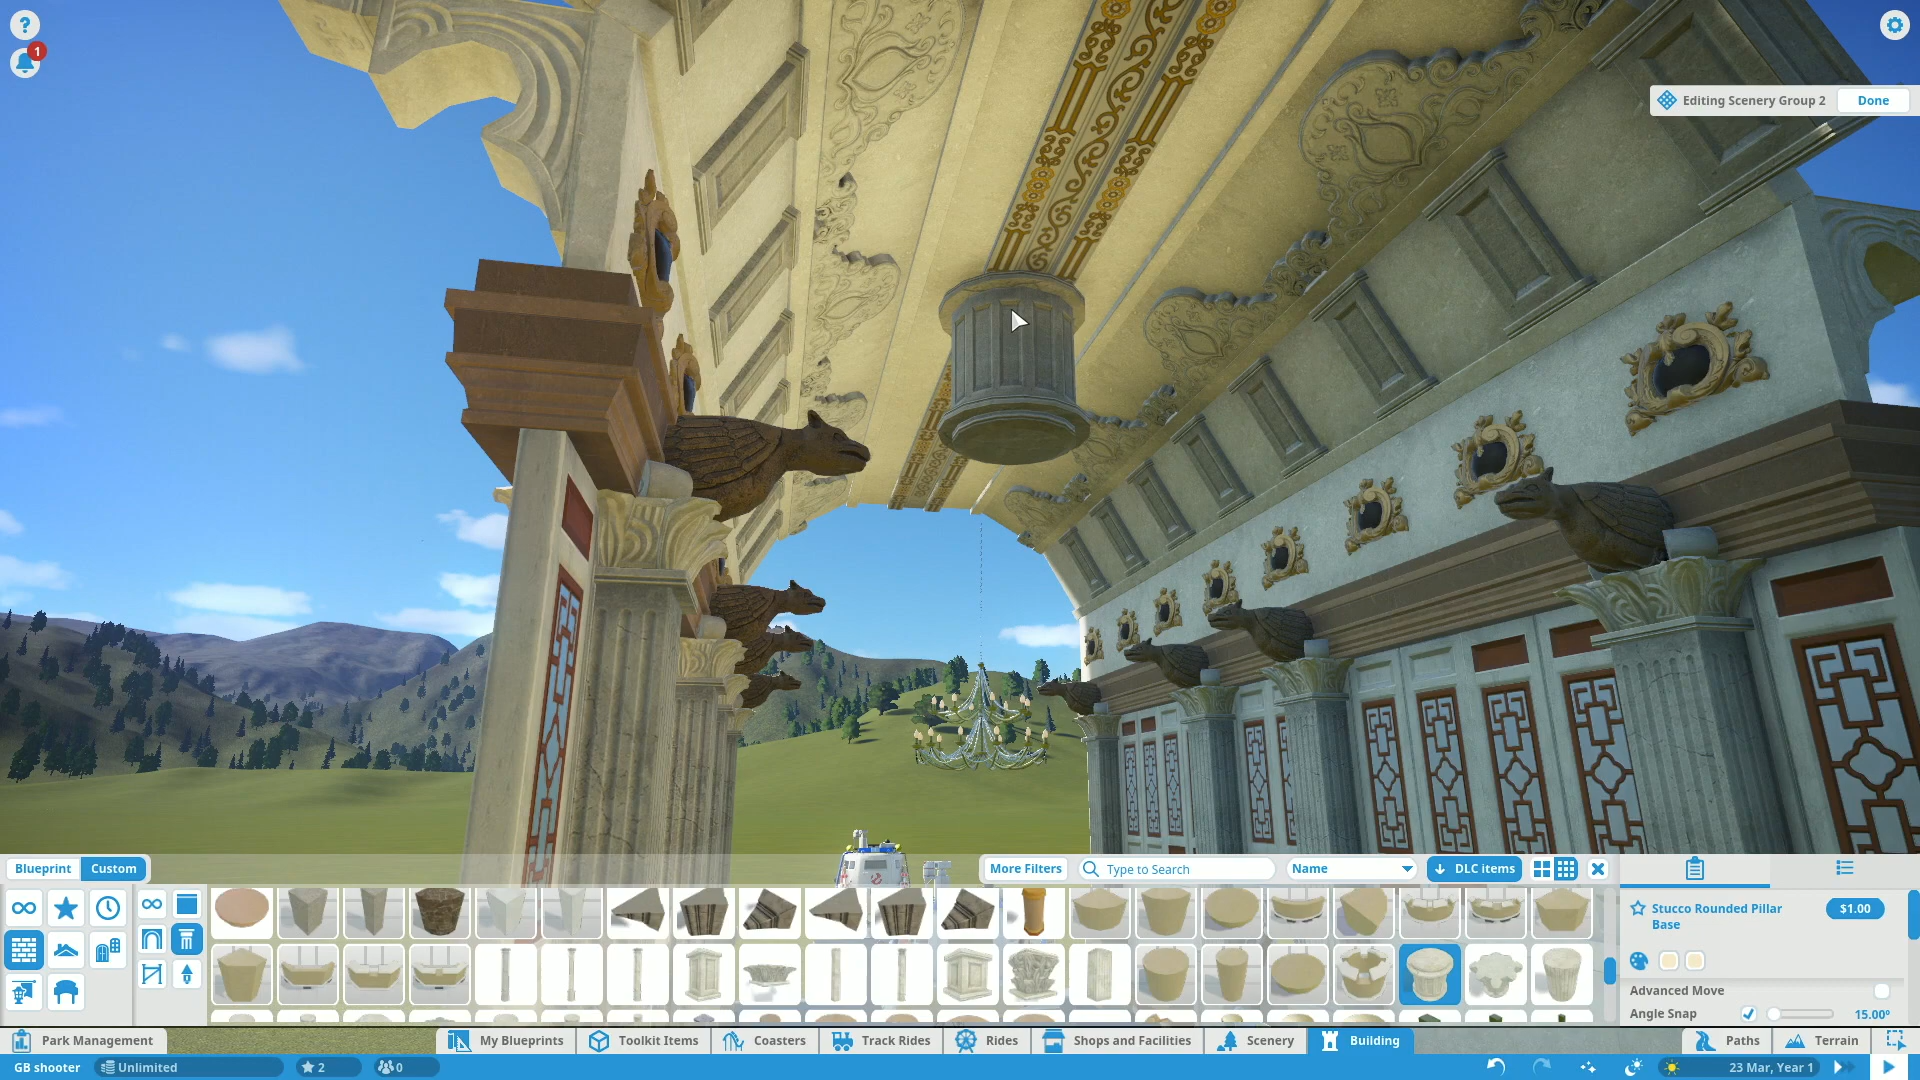 ?
1
Editing Scenery Group 2
Done
Blueprint
Custom
More Filters
Type to Search
Name
DLC items
Stucco Rounded Pillar
Base
$1.00
Advanced Move
Angle Snap
15.00º
Park Management
My Blueprints
Toolkit Items
Coasters
Track Rides
Rides
Shops and Facilities
Scenery
Building
Paths
Terrain
GB shooter
Unlimited
2
0
23 Mar, Year 1